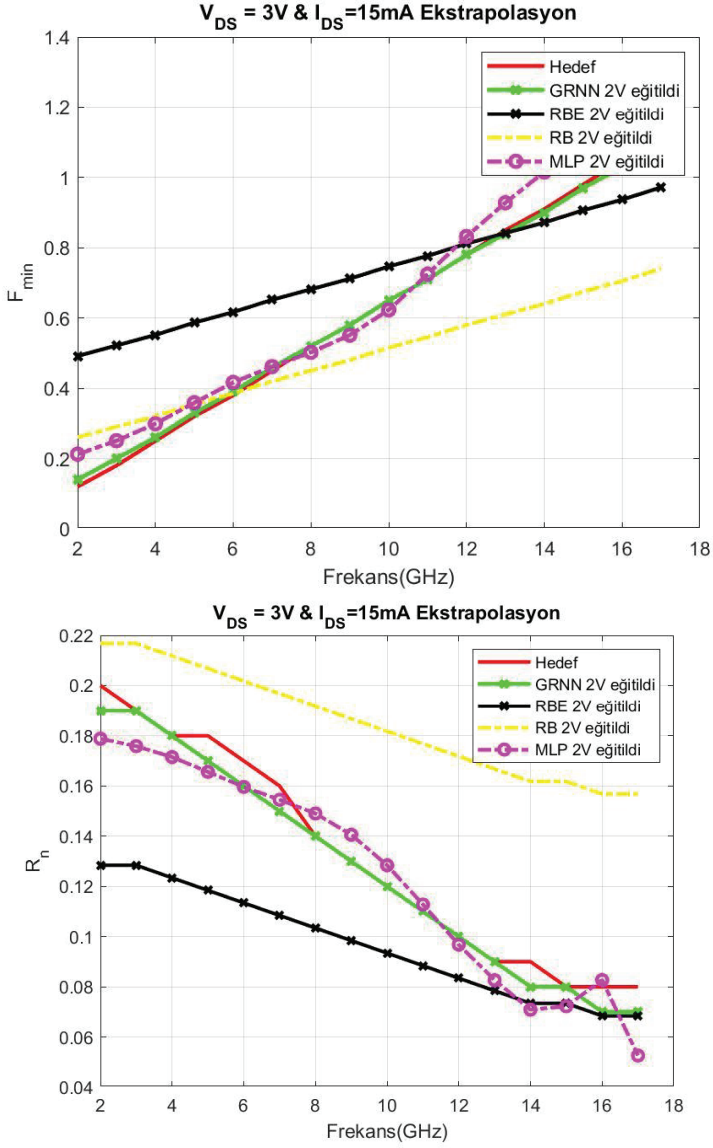 V_DS = 3V & I_DS=15mA Ekstrapolasyon
1.4
1.2
1
0.8
0.6
0.4
0.2
0
F_min
Hedef
GRNN 2V eğitildi
RBE 2V eğitildi
RB 2V eğitildi
MLP 2V eğitildi
2 4 6 8 10 12 14 16 18
Frekans(GHz)
V_DS = 3V & I_DS=15mA Ekstrapolasyon
0.22
0.2
0.18
0.16
0.14
0.12
0.1
0.08
0.06
0.04
R_n
Hedef
GRNN 2V eğitildi
RBE 2V eğitildi
RB 2V eğitildi
MLP 2V eğitildi
2 4 6 8 10 12 14 16 18
Frekans(GHz)